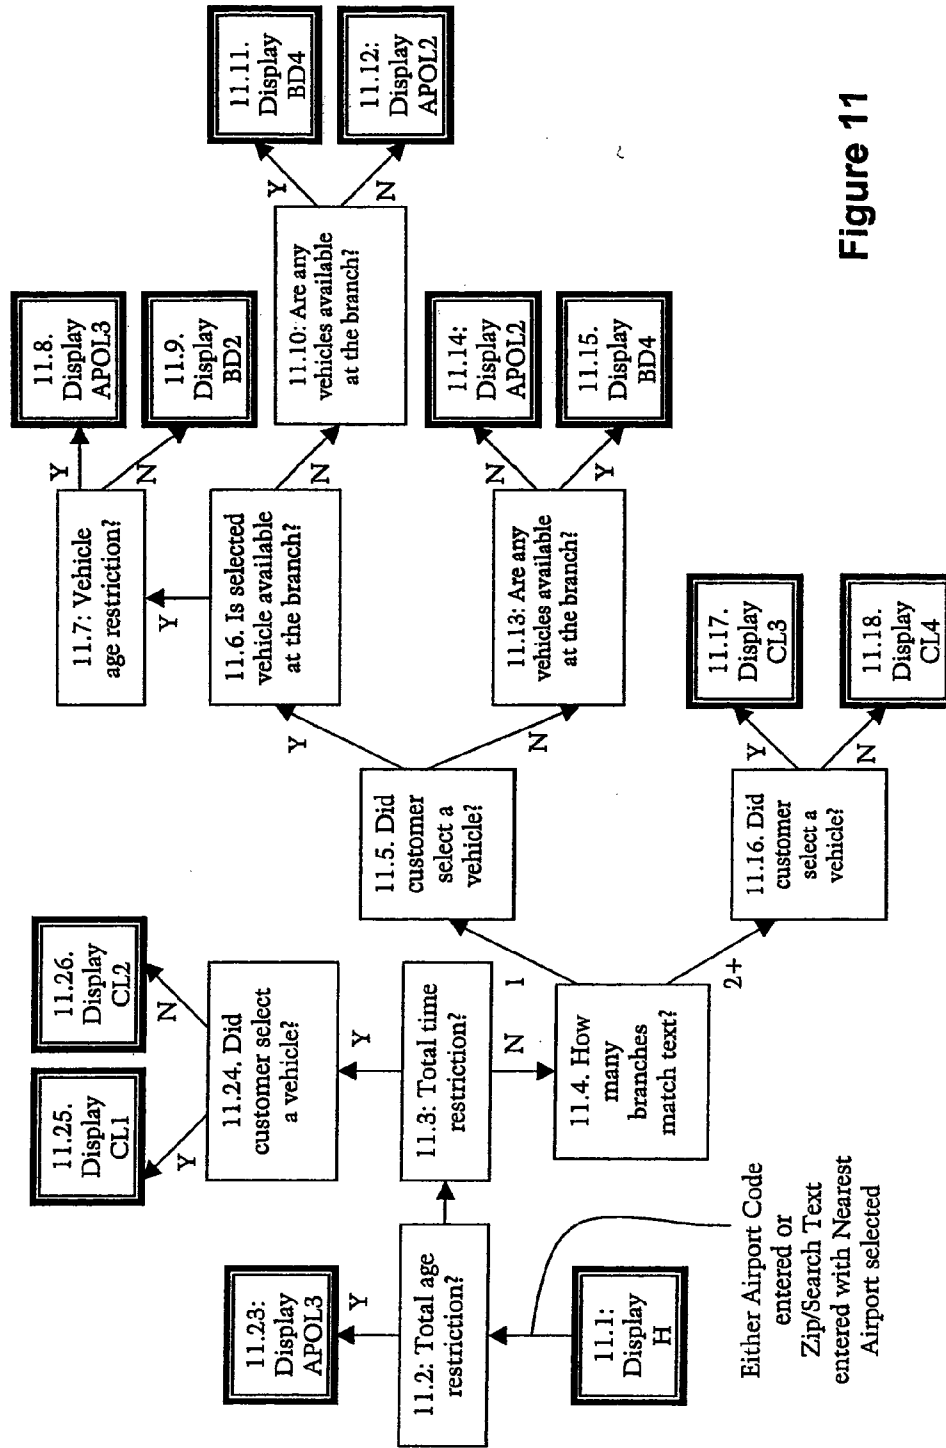 11.1:
Display
H
Either Airport Code
entered or
Zip/Search Text
entered with Nearest
Airport selected
11.2: Total age
restriction?
Y
11.23:
Display
APOL3
11.3: Total time
restriction?
Y
N
11.24. Did
customer select
a vehicle?
Y
N
11.25.
Display
CL1
11.26.
Display
CL2
11.4. How
many
branches
match text?
1
2+
11.5. Did
customer
select a
vehicle?
Y
N
11.6. Is selected
vehicle available
at the branch?
Y
N
11.7: Vehicle
age restriction?
Y
N
11.8.
Display
APOL3
11.9.
Display
BD2
11.10: Are any
vehicles available
at the branch?
Y
N
11.11.
Display
BD4
11.12:
Display
APOL2
11.13: Are any
vehicles available
at the branch?
N
Y
11.14:
Display
APOL2
11.15.
Display
BD4
11.16. Did
customer
select a
vehicle?
Y
N
11.17.
Display
CL3
11.18.
Display
CL4
Figure 11